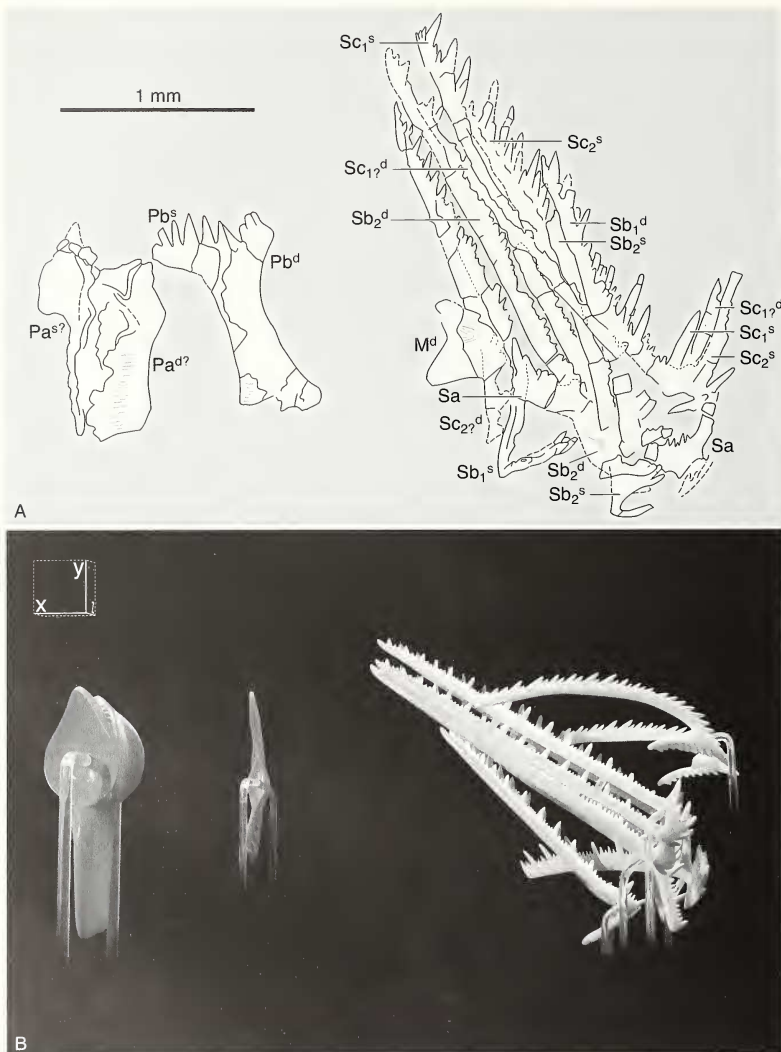 Sc₁ˢ
1 mm
Sc₂ˢ
Sc₁?ᵈ
Pbˢ
Sb₂ᵈ
Sb₁ᵈ
Pbᵈ
Sb₂ˢ
Sc₁?ᵈ
Paˢ?
Sc₁ˢ
Mᵈ
Paᵈ?
Sc₂ˢ
Sa
Sc₂?ᵈ
Sa
Sb₁ˢ
Sb₂ᵈ
Sb₂ˢ
A
y
x
B